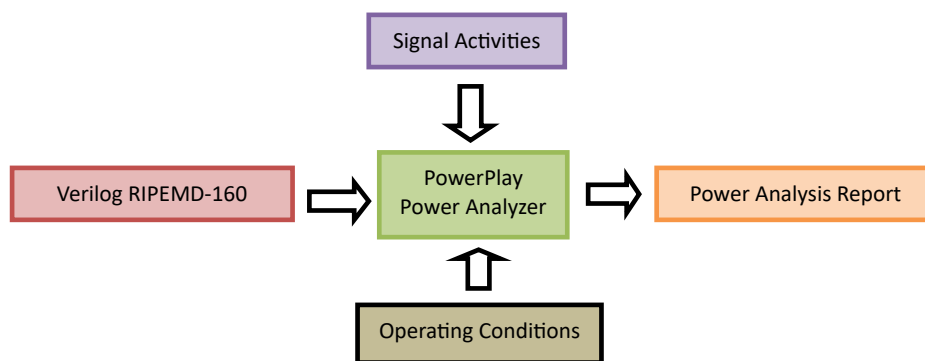 Signal Activities
Verilog RIPEMD-160
PowerPlay
Power Analyzer
Power Analysis Report
Operating Conditions